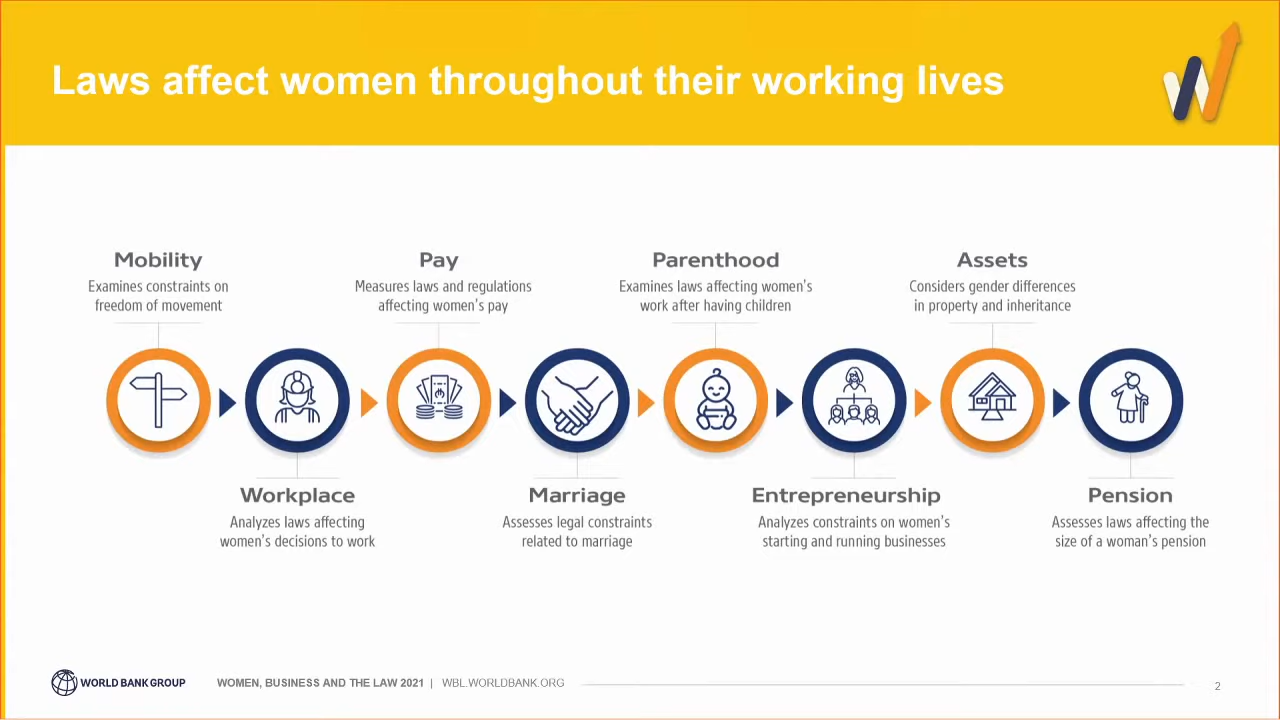 Laws affect women throughout their working lives
Mobility
Examines constraints on
freedom of movement
Pay
Measures laws and regulations
affecting women's pay
Parenthood
Examines laws affecting women's
work after having children
Assets
Considers gender differences
in property and inheritance
Workplace
Analyzes laws affecting
women's decisions to work
Marriage
Assesses legal constraints
related to marriage
Entrepreneurship
Analyzes constraints on women's
starting and running businesses
Pension
Assesses laws affecting the
size of a woman's pension
WORLD BANK GROUP
WOMEN, BUSINESS AND THE LAW 2021 | WBL.WORLDBANK.ORG
2